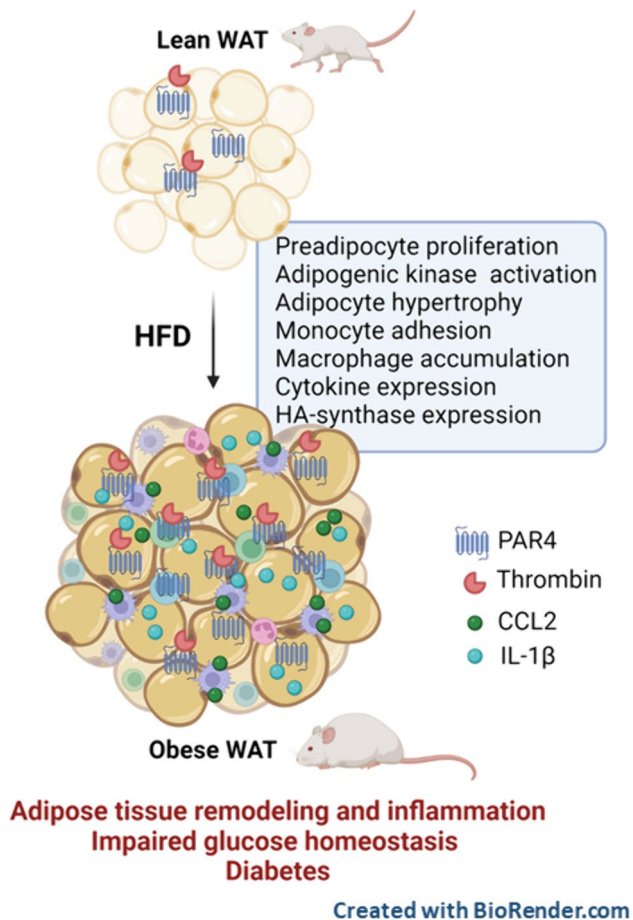 Lean WAT
Preadipocyte proliferation
Adipogenic kinase activation
Adipocyte hypertrophy
Monocyte adhesion
Macrophage accumulation
Cytokine expression
HA-synthase expression
HFD
PAR4
Thrombin
CCL2
IL-1β
Obese WAT
Adipose tissue remodeling and inflammation
Impaired glucose homeostasis
Diabetes
Created with BioRender.com